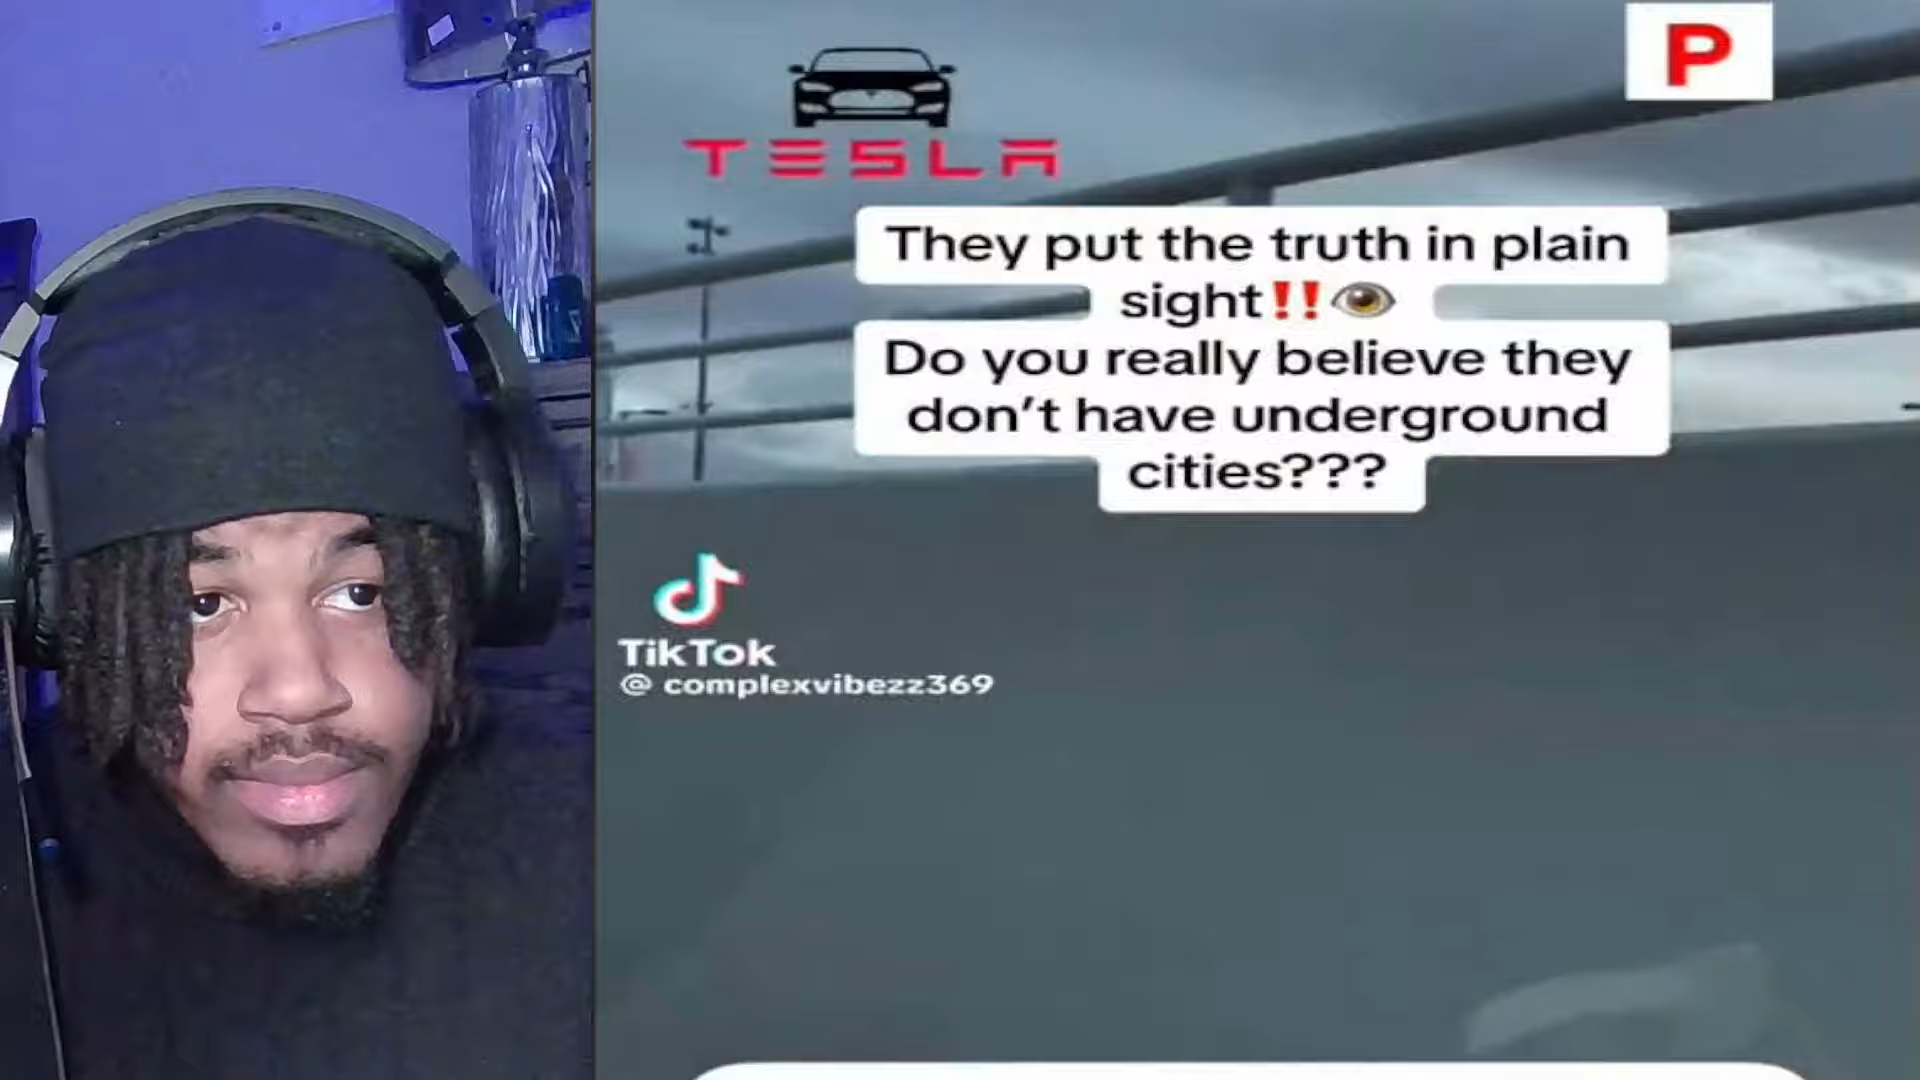 P
TESLA
They put the truth in plain
sight‼️👁️
Do you really believe they
don't have underground
cities???
TikTok
@ complexvibezz369